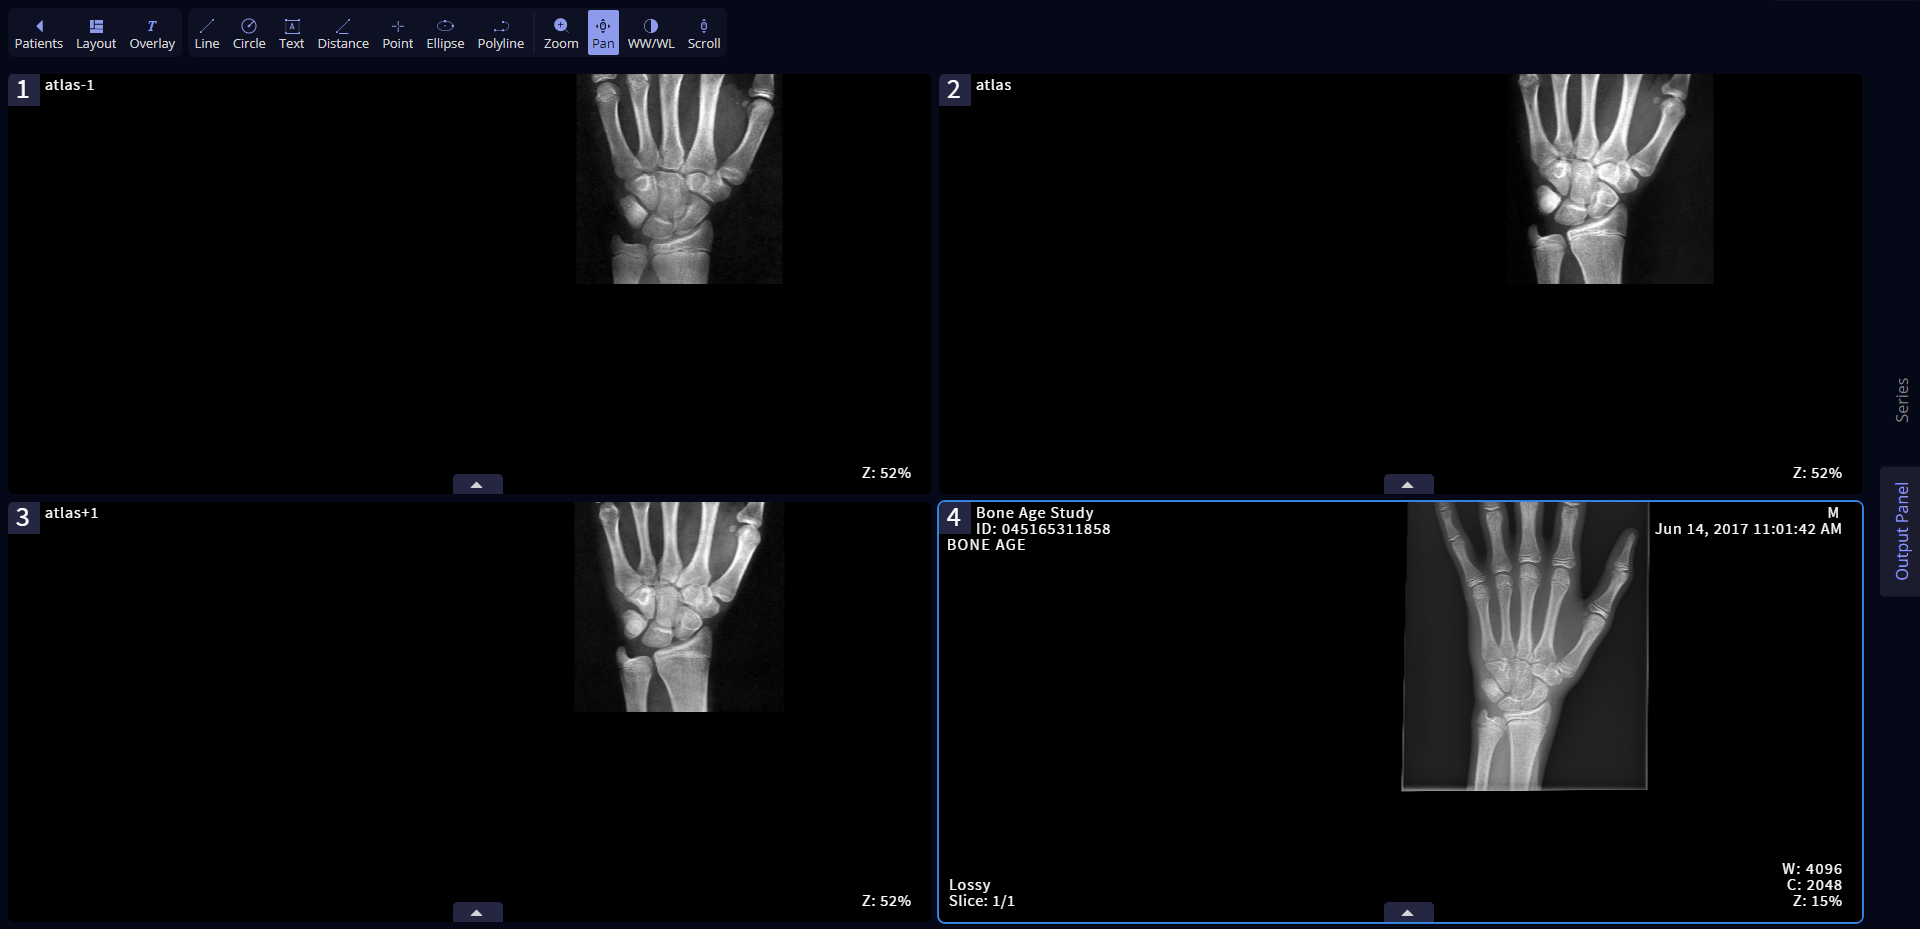 Patients Layout Overlay Line Circle Text Distance Point Ellipse Polyline Zoom Pan WW/WL Scroll
1 atlas-1
Z: 52%
2 atlas
Z: 52%
3 atlas+1
Z: 52%
4 Bone Age Study
ID: 045165311858
BONE AGE
M
Jun 14, 2017 11:01:42 AM
Lossy
Slice: 1/1
W: 4096
C: 2048
Z: 15%
Series
Output Panel